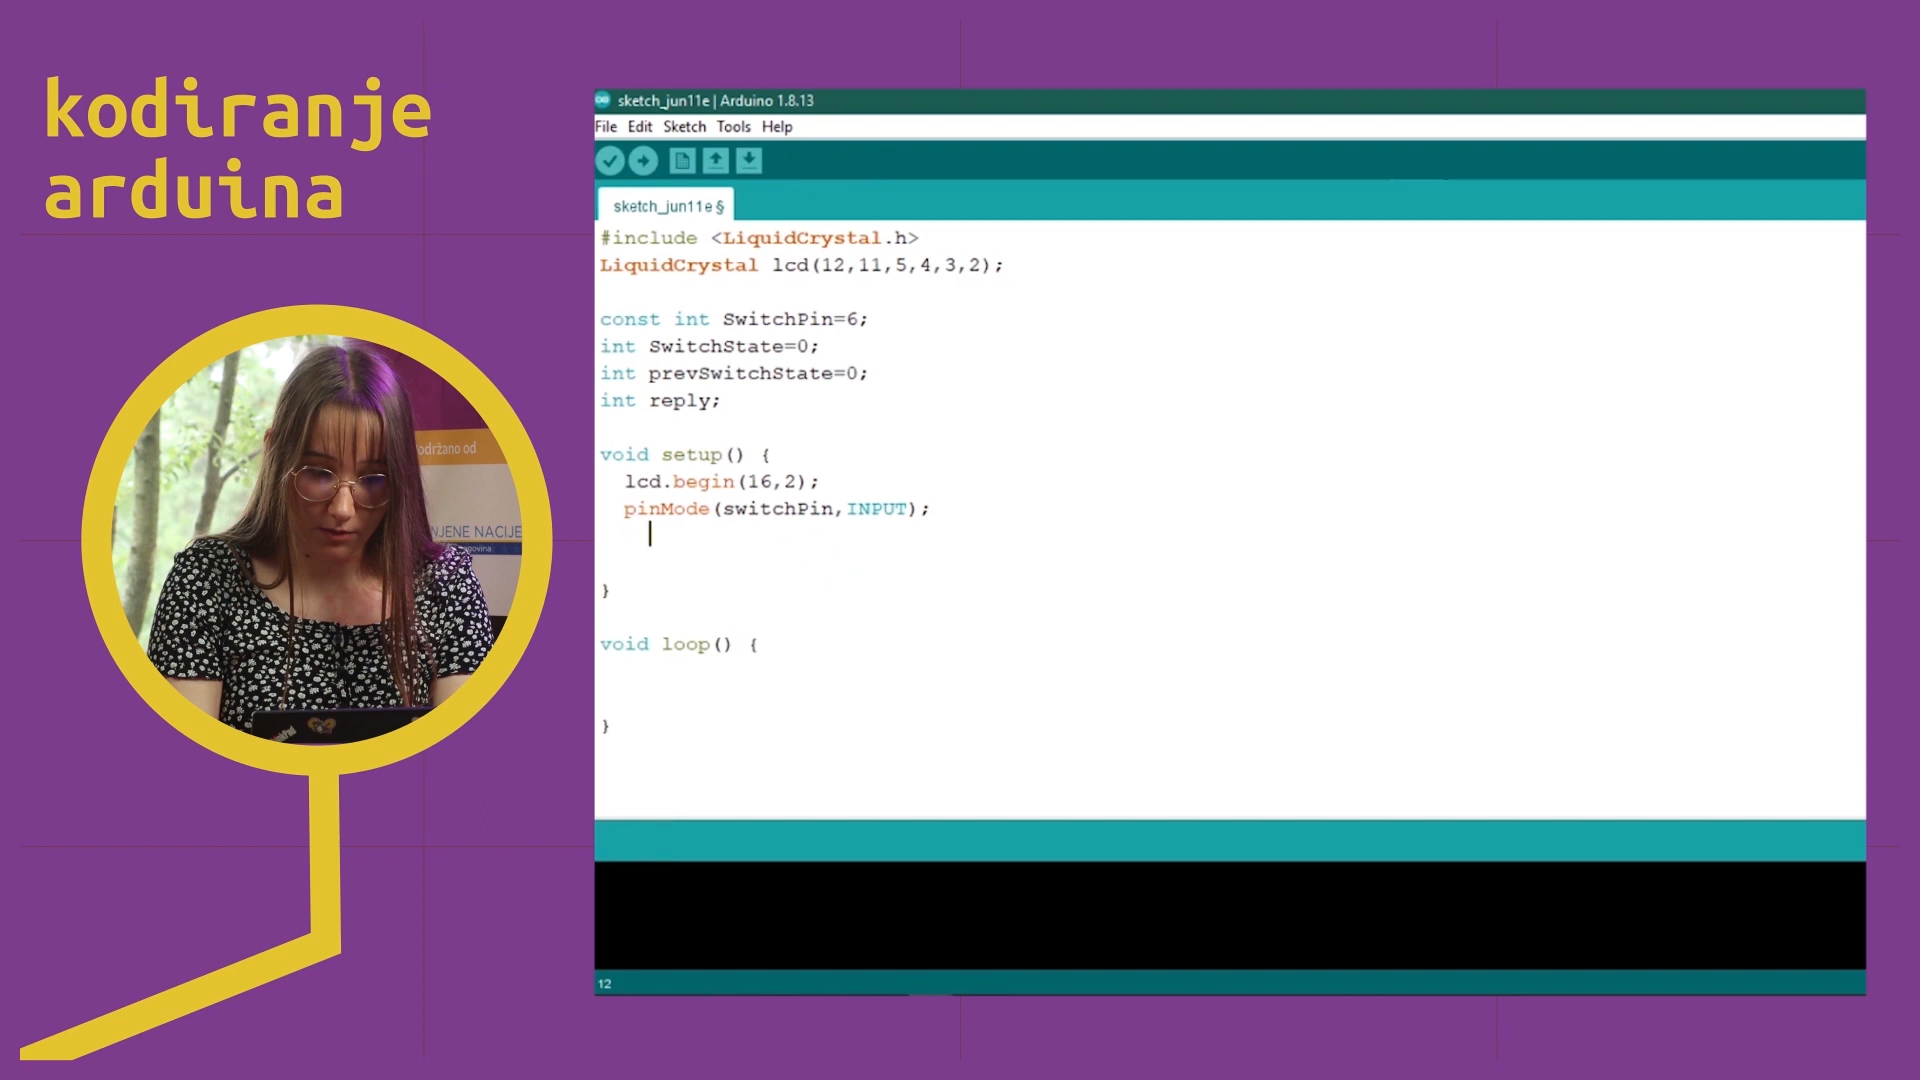 kodiranje
arduina
sketch_jun11e | Arduino 1.8.13
File Edit Sketch Tools Help
sketch_jun11e §
#include <LiquidCrystal.h>
LiquidCrystal lcd(12,11,5,4,3,2);
const int SwitchPin=6;
int SwitchState=0;
int prevSwitchState=0;
int reply;
void setup() {
lcd.begin(16,2);
pinMode(switchPin,INPUT);
}
void loop() {
}
12
održano od
NJENE NACIJE